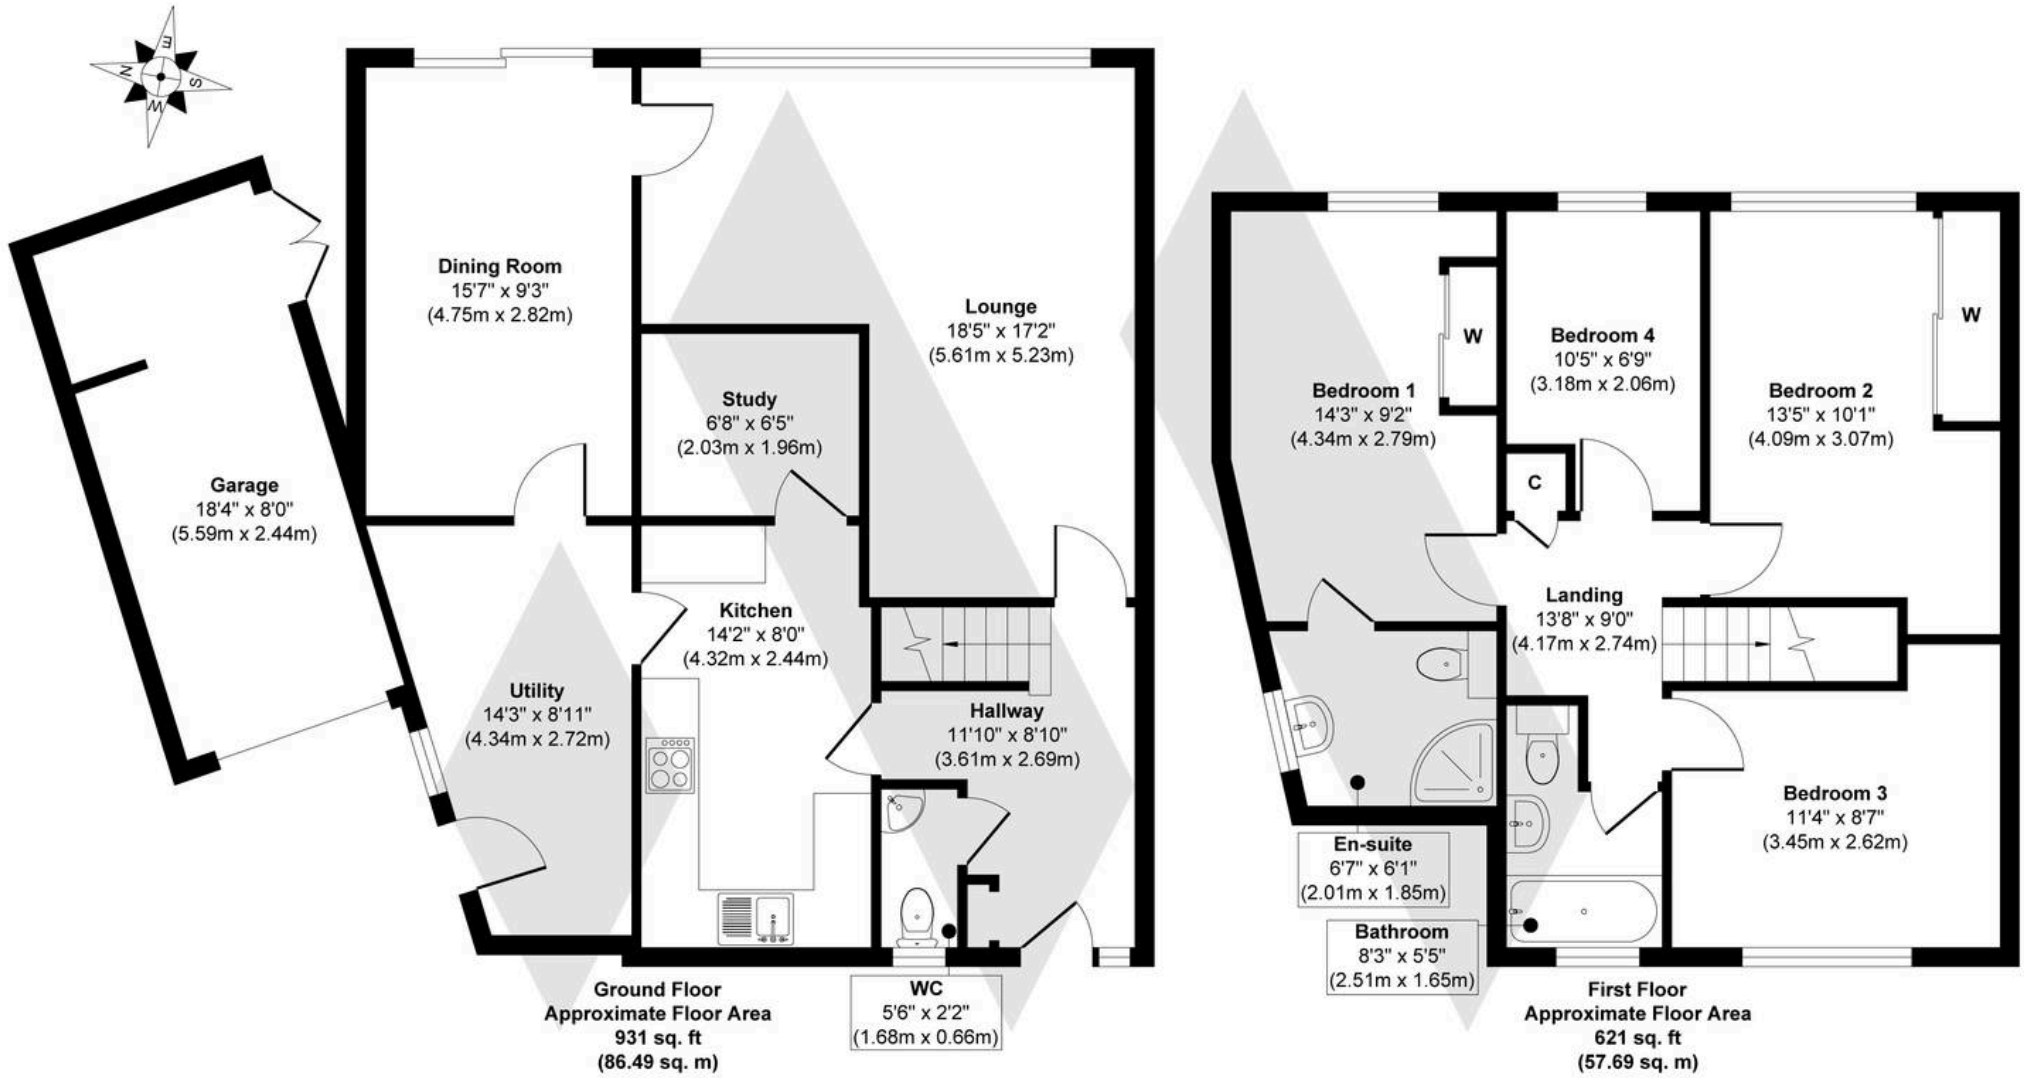 E
N
S
W
Dining Room
15'7" x 9'3"
(4.75m x 2.82m)
Lounge
18'5" x 17'2"
(5.61m x 5.23m)
Study
6'8" x 6'5"
(2.03m x 1.96m)
Garage
18'4" x 8'0"
(5.59m x 2.44m)
Kitchen
14'2" x 8'0"
(4.32m x 2.44m)
Utility
14'3" x 8'11"
(4.34m x 2.72m)
Hallway
11'10" x 8'10"
(3.61m x 2.69m)
WC
5'6" x 2'2"
(1.68m x 0.66m)
Ground Floor
Approximate Floor Area
931 sq. ft
(86.49 sq. m)
W
W
Bedroom 4
10'5" x 6'9"
(3.18m x 2.06m)
Bedroom 1
14'3" x 9'2"
(4.34m x 2.79m)
Bedroom 2
13'5" x 10'1"
(4.09m x 3.07m)
C
Landing
13'8" x 9'0"
(4.17m x 2.74m)
Bedroom 3
11'4" x 8'7"
(3.45m x 2.62m)
En-suite
6'7" x 6'1"
(2.01m x 1.85m)
Bathroom
8'3" x 5'5"
(2.51m x 1.65m)
First Floor
Approximate Floor Area
621 sq. ft
(57.69 sq. m)